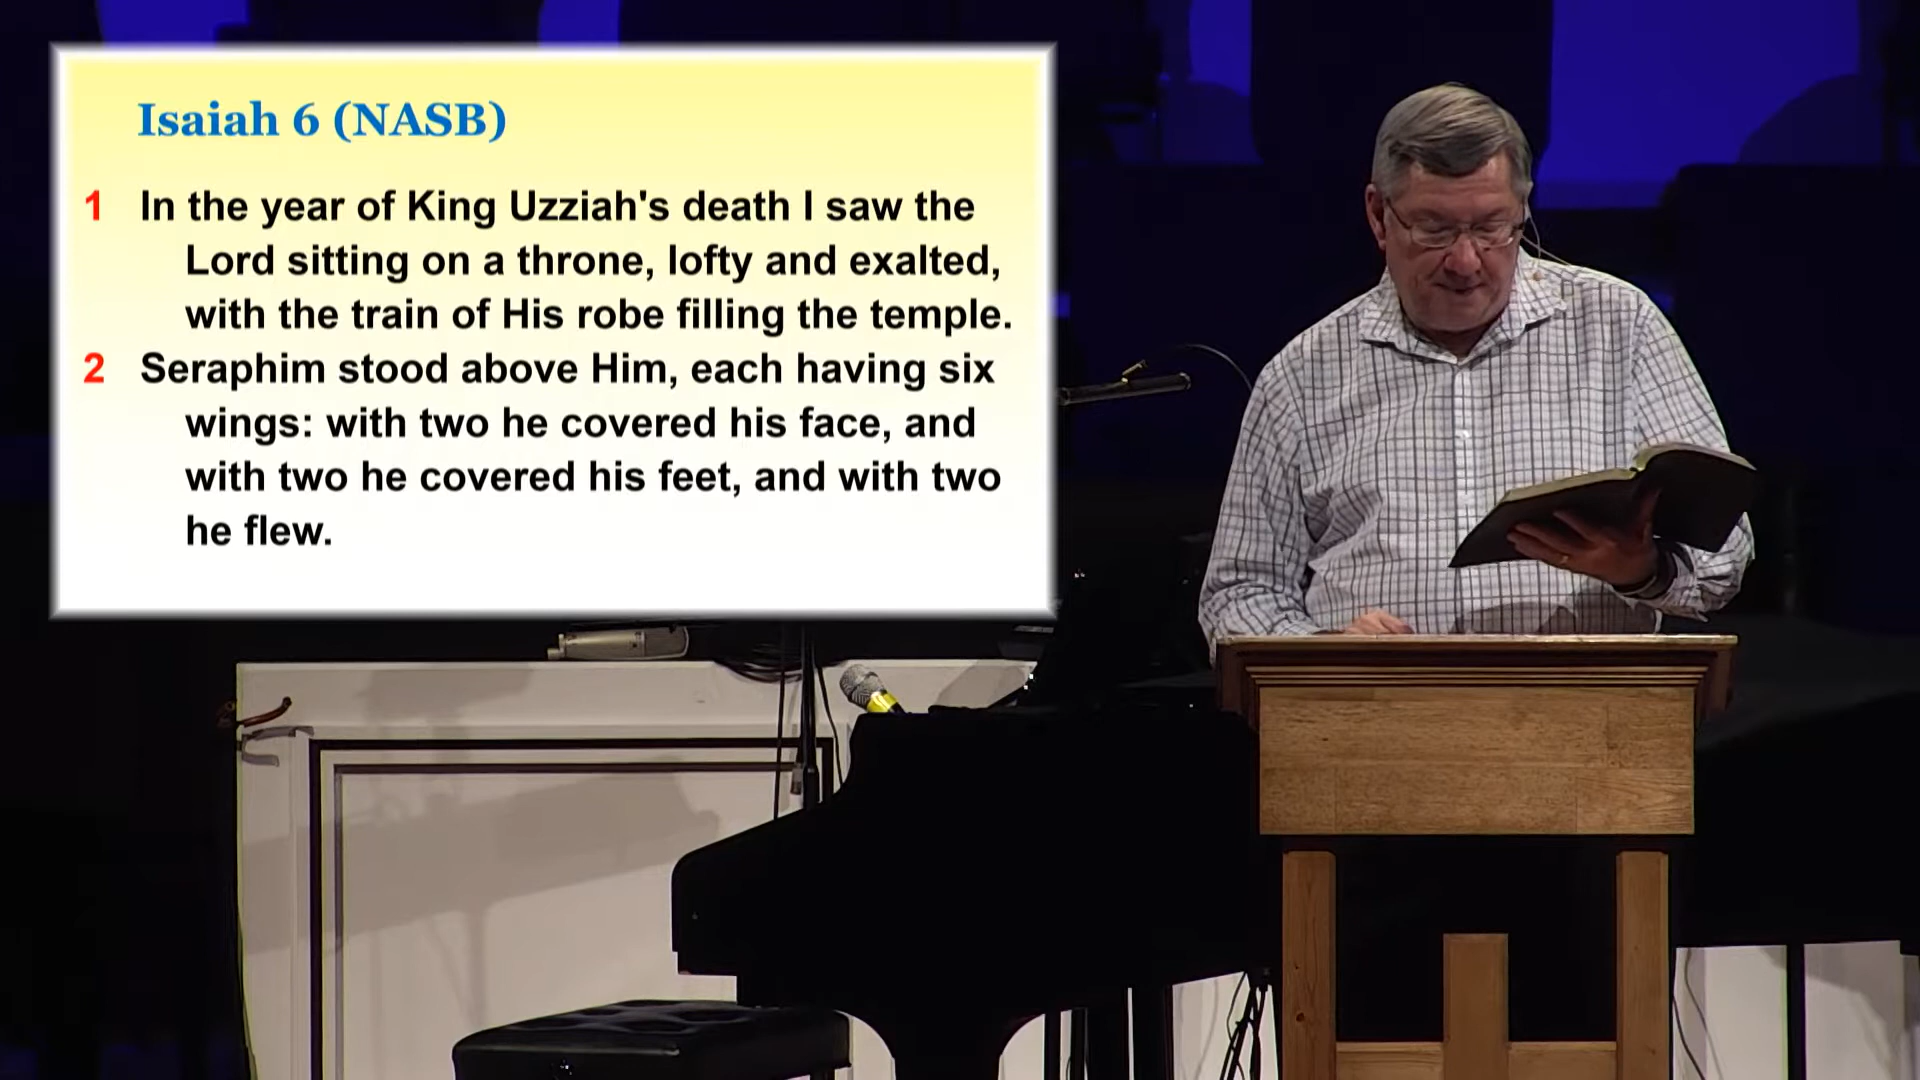 Isaiah 6 (NASB)
1 In the year of King Uzziah's death I saw the
Lord sitting on a throne, lofty and exalted,
with the train of His robe filling the temple.
2 Seraphim stood above Him, each having six
wings: with two he covered his face, and
with two he covered his feet, and with two
he flew.